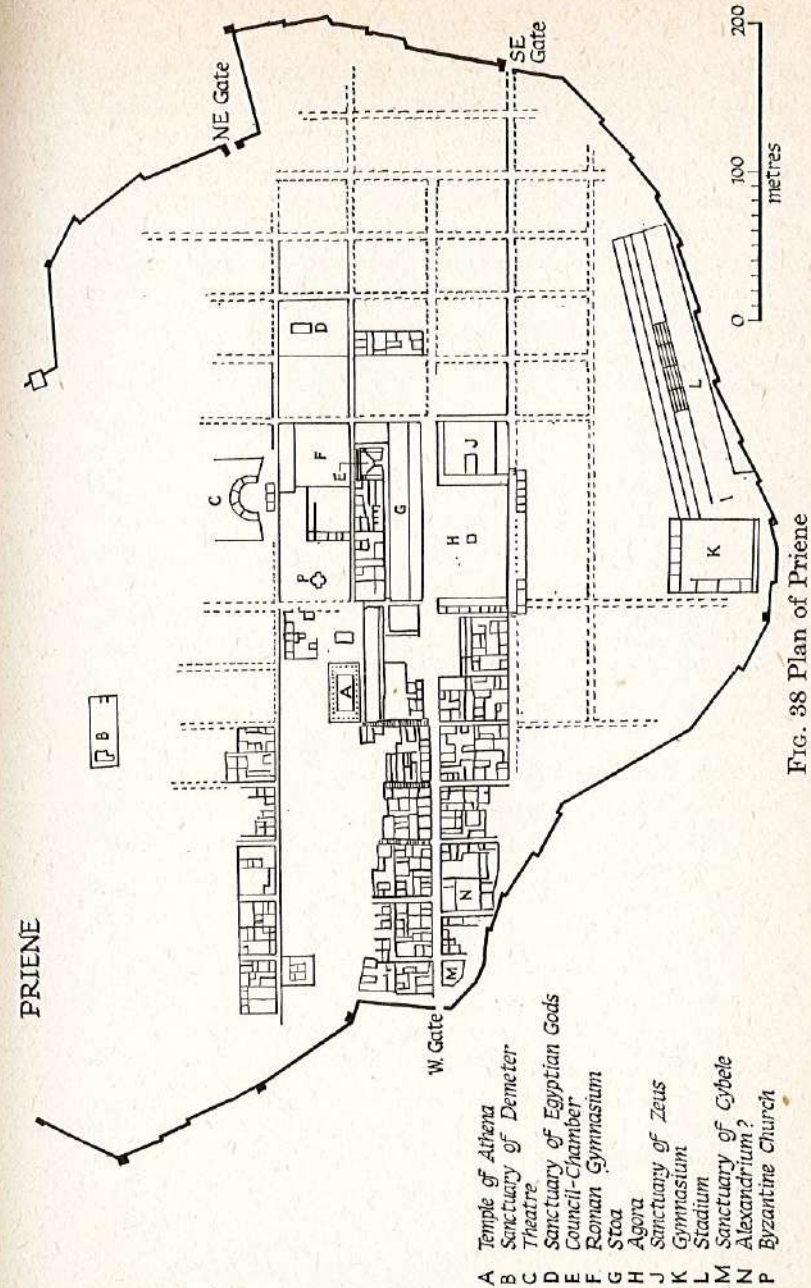 PRIENE
NE Gate
SE
Gate
W. Gate
A
B
C
D
E
F
G
H
J
K
L
M
N
P
0 100 200
metres
A Temple of Athena
B Sanctuary of Demeter
C Theatre
D Sanctuary of Egyptian Gods
E Council-Chamber
F. Roman Gymnasium
G Stoa
H Agora
J Sanctuary of Zeus
K Gymnasium
L Stadium
M Sanctuary of Cybele
N Alexandrium?
P Byzantine Church
FIG. 38 Plan of Priene